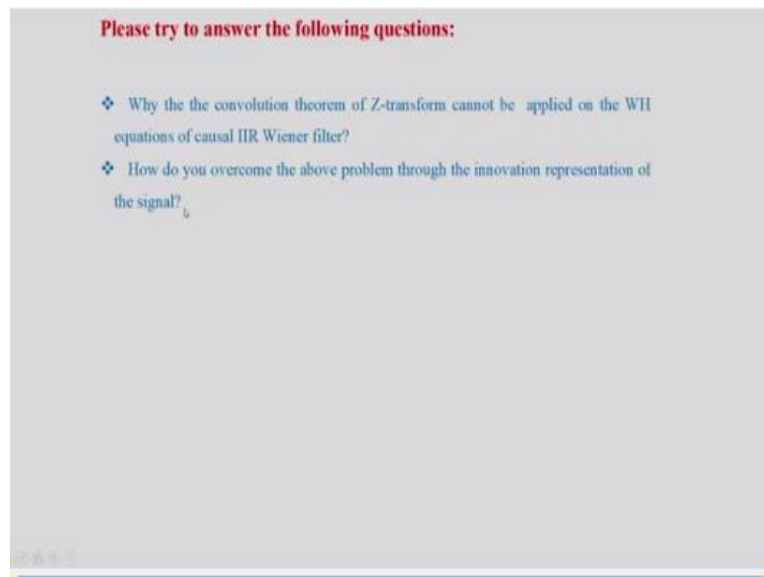 Please try to answer the following questions:
❖ Why the the convolution theorem of Z-transform cannot be applied on the WH
equations of causal IIR Wiener filter?
❖ How do you overcome the above problem through the innovation representation of
the signal?